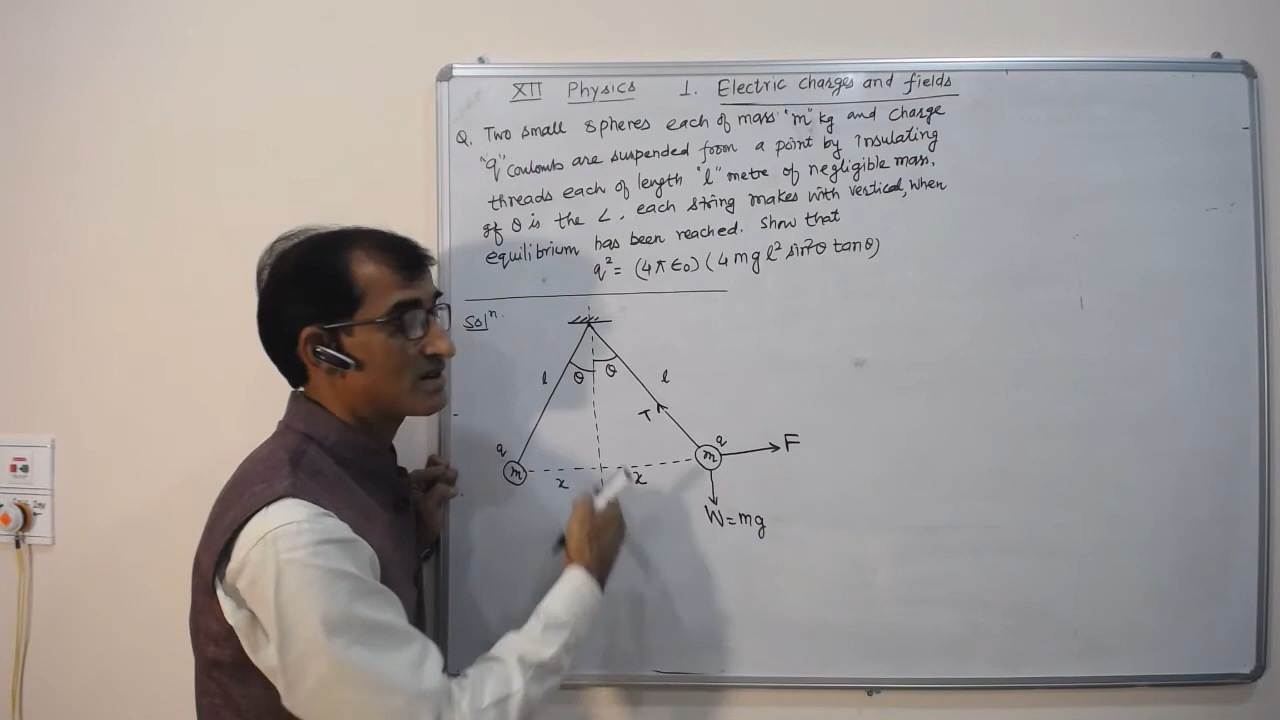 XII Physics 1. Electric charges and fields
Q. Two small spheres each of mass "m" kg and charge
"q" coulombs are suspended from a point by insulating
threads each of length "l" metre of negligible mass.
If θ is the ∠, each string makes with vertical, when
equilibrium has been reached. Show that
q² = (4π ε₀) (4 mg l² sin²θ tanθ)
Solⁿ.
l θ θ l
T
q q
m m F
x x
W=mg